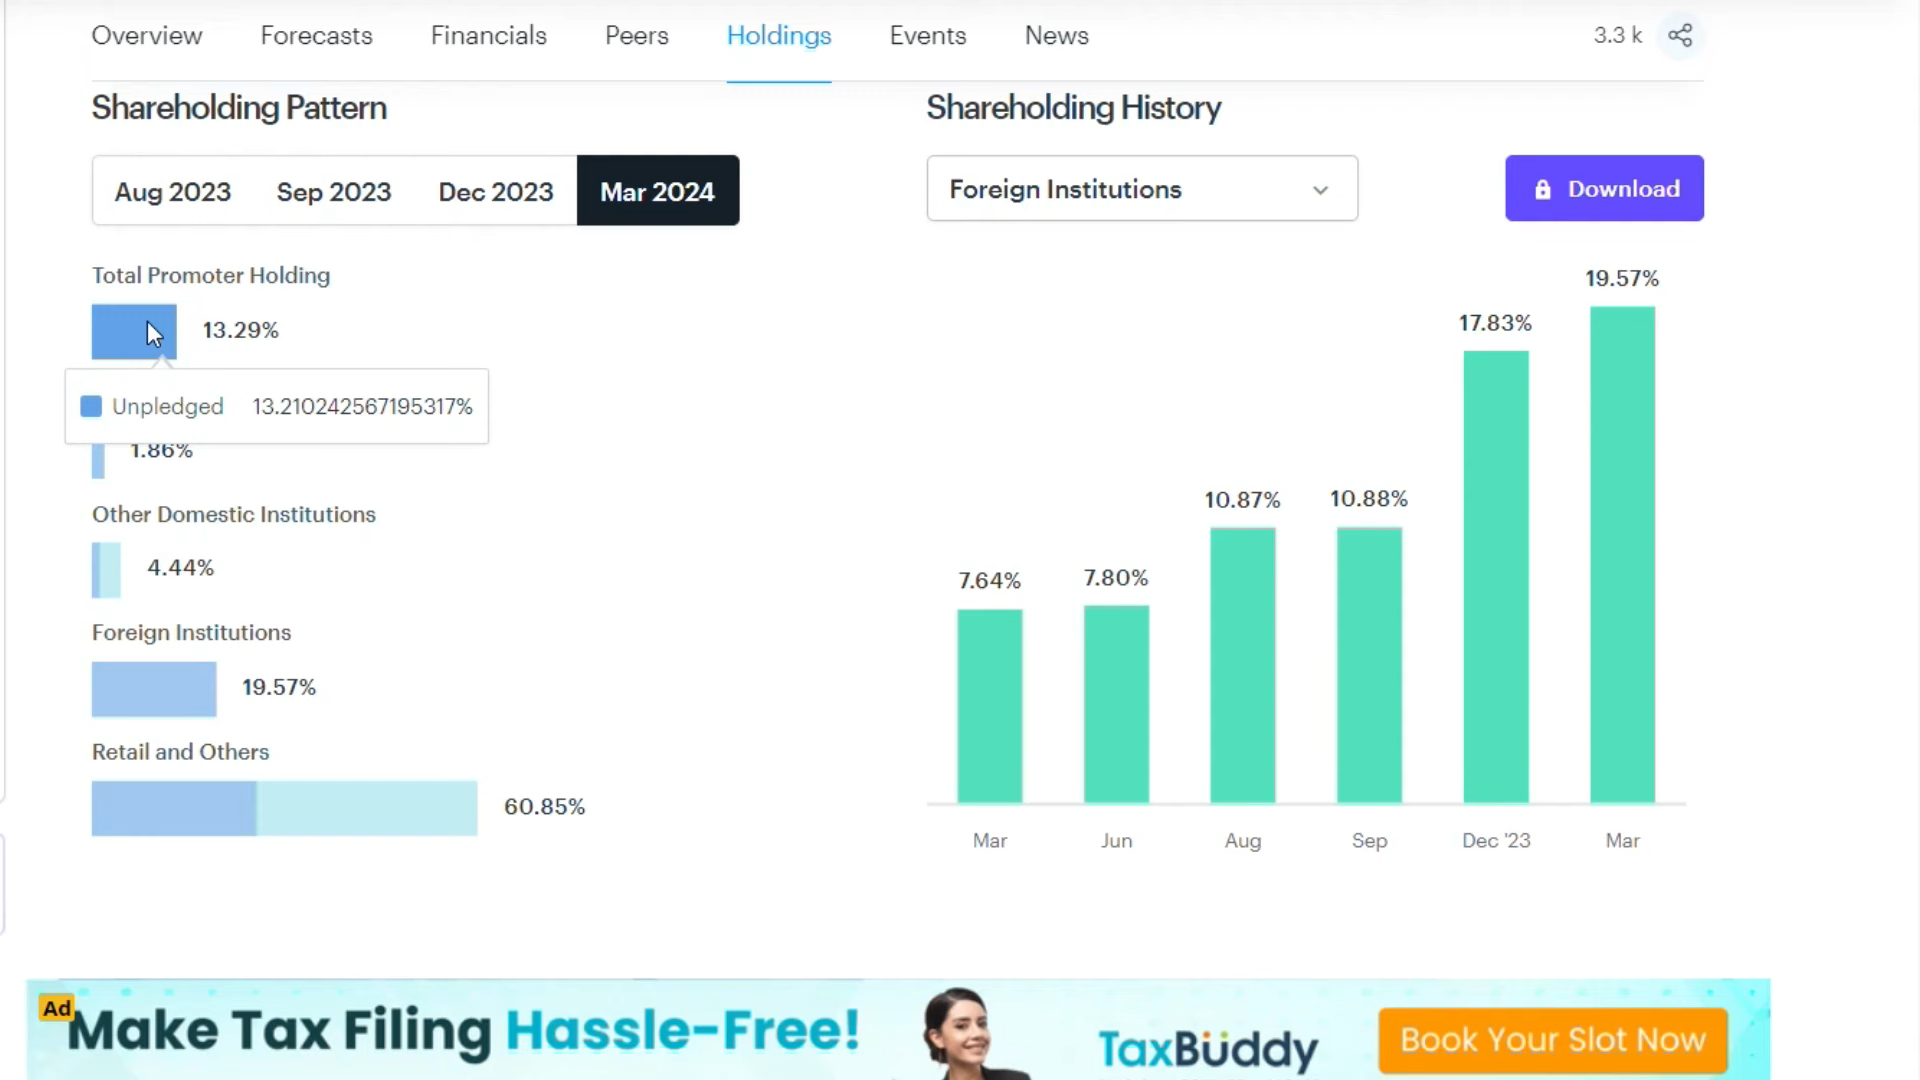 Overview Forecasts Financials Peers Holdings Events News 3.3 k
Shareholding Pattern
Aug 2023 Sep 2023 Dec 2023 Mar 2024
Total Promoter Holding
13.29%
Unpledged 13.210242567195317%
1.86%
Other Domestic Institutions
4.44%
Foreign Institutions
19.57%
Retail and Others
60.85%
Shareholding History
Foreign Institutions
Download
7.64% 7.80% 10.87% 10.88% 17.83% 19.57%
Mar Jun Aug Sep Dec '23 Mar
Ad
Make Tax Filing Hassle-Free!
TaxBuddy
Book Your Slot Now